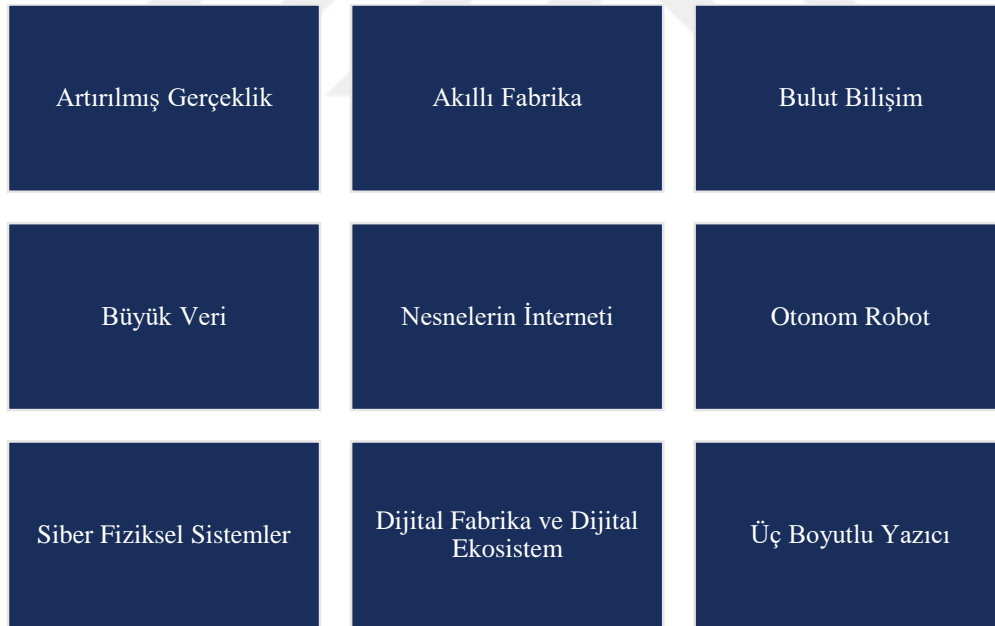 Artırılmış Gerçeklik
Akıllı Fabrika
Bulut Bilişim
Büyük Veri
Nesnelerin İnterneti
Otonom Robot
Siber Fiziksel Sistemler
Dijital Fabrika ve Dijital
Ekosistem
Üç Boyutlu Yazıcı